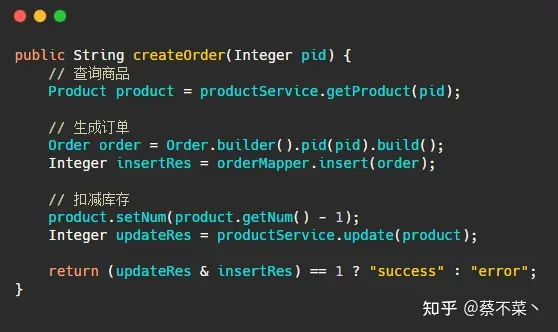 public String createOrder(Integer pid) {
    // 查询商品
    Product product = productService.getProduct(pid);

    // 生成订单
    Order order = Order.builder().pid(pid).build();
    Integer insertRes = orderMapper.insert(order);

    // 扣减库存
    product.setNum(product.getNum() - 1);
    Integer updateRes = productService.update(product);

    return (updateRes & insertRes) == 1 ? "success" : "error";
}
知乎 @蔡不菜丶